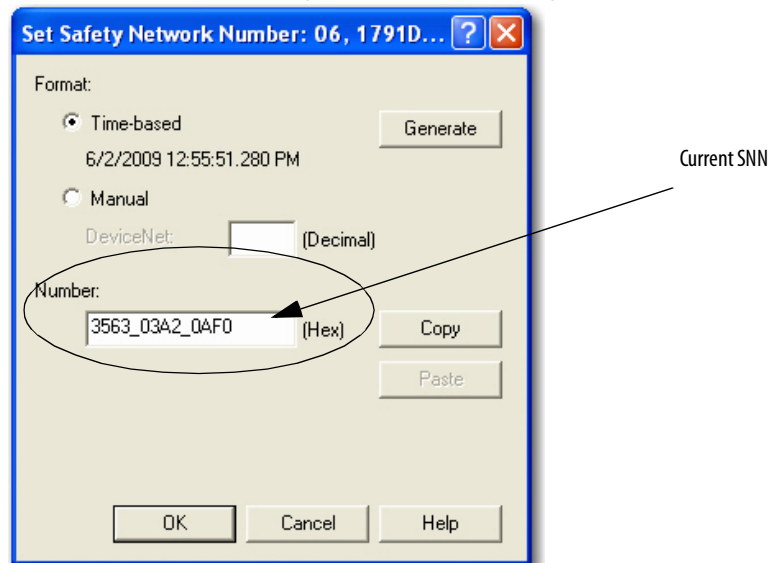 Set Safety Network Number: 06, 1791D...
Format:
Time-based
Generate
6/2/2009 12:55:51.280 PM
Manual
DeviceNet:
(Decimal)
Number:
3563_03A2_0AF0
(Hex)
Copy
Paste
OK
Cancel
Help
Current SNN